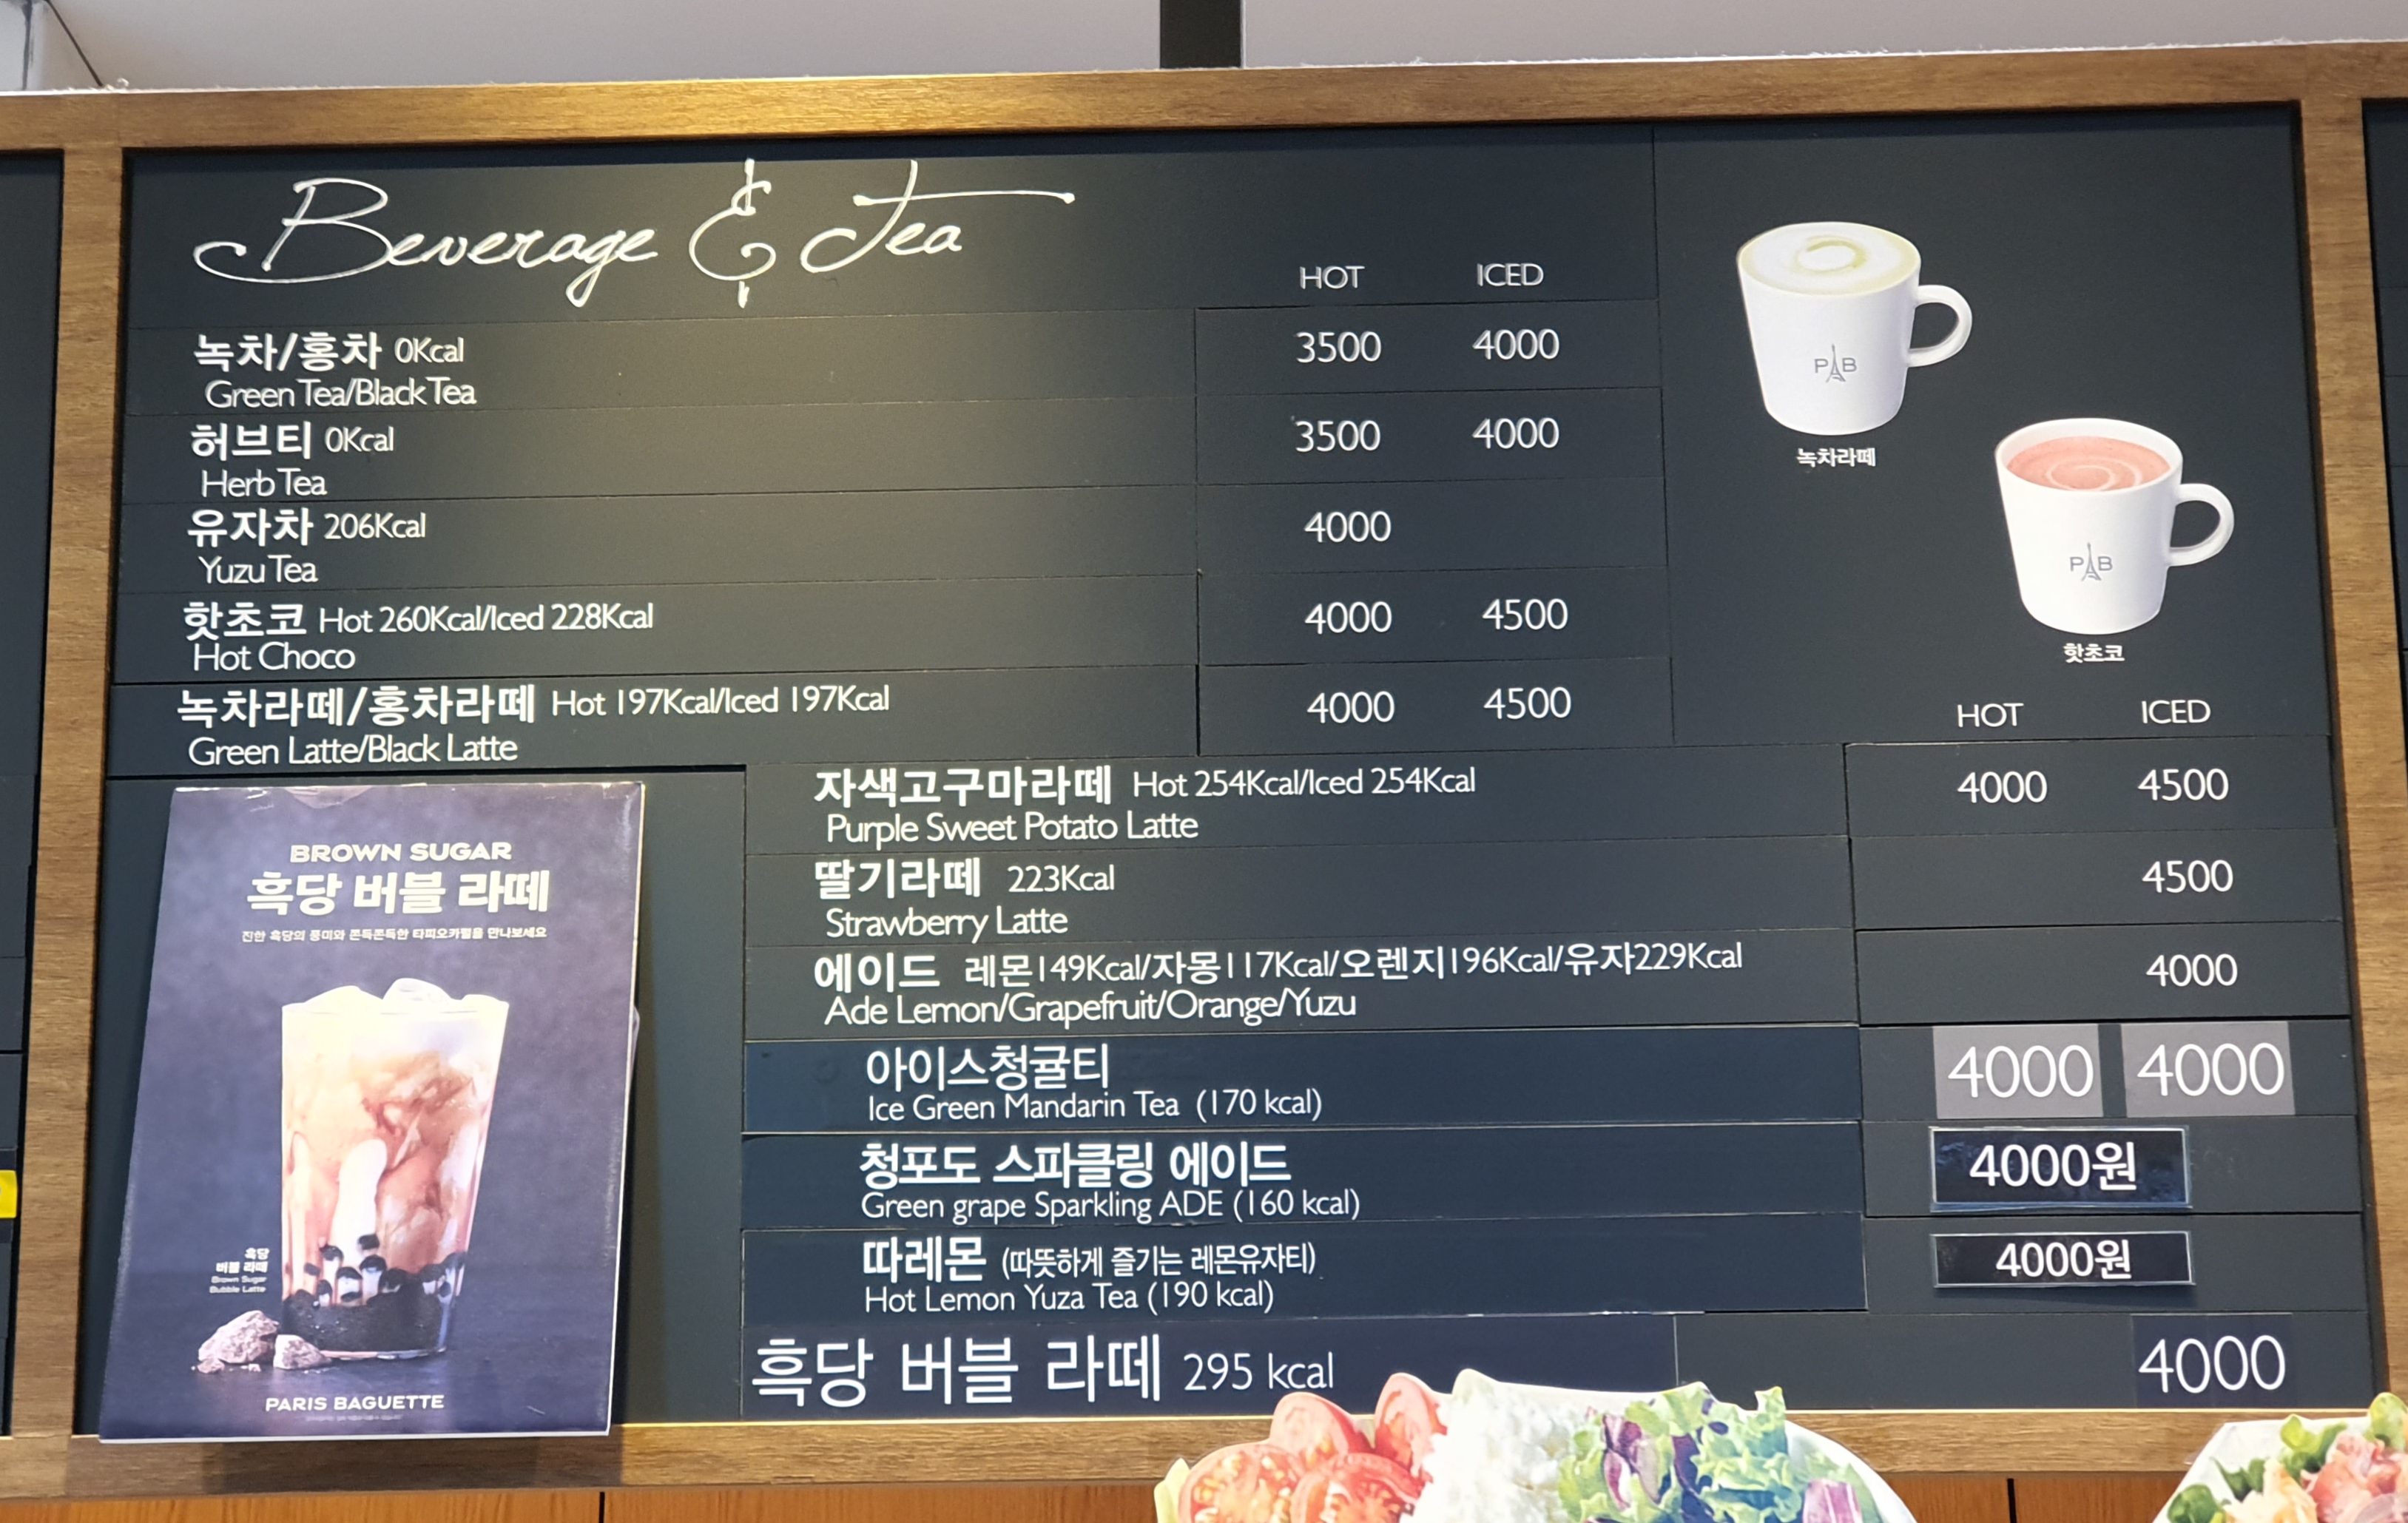 Beverage & Tea
HOT ICED
녹차/홍차 0Kcal 3500 4000
Green Tea/Black Tea
허브티 0Kcal 3500 4000
Herb Tea
유자차 206Kcal 4000
Yuzu Tea
핫초코 Hot 260Kcal/Iced 228Kcal 4000 4500
Hot Choco
녹차라떼/홍차라떼 Hot 197Kcal/Iced 197Kcal 4000 4500
Green Latte/Black Latte
PB
녹차라떼
PB
핫초코
HOT ICED
자색고구마라떼 Hot 254Kcal/Iced 254Kcal 4000 4500
Purple Sweet Potato Latte
딸기라떼 223Kcal 4500
Strawberry Latte
에이드 레몬149Kcal/자몽117Kcal/오렌지196Kcal/유자229Kcal 4000
Ade Lemon/Grapefruit/Orange/Yuzu
아이스청귤티 4000 4000
Ice Green Mandarin Tea (170 kcal)
청포도 스파클링 에이드 4000원
Green grape Sparkling ADE (160 kcal)
따레몬 (따뜻하게 즐기는 레몬유자티) 4000원
Hot Lemon Yuza Tea (190 kcal)
흑당 버블 라떼 295 kcal 4000
BROWN SUGAR
흑당 버블 라떼
진한 흑당의 풍미와 쫀득쫀득한 타피오카펄을 만나보세요
흑당
버블 라떼
Brown Sugar
Bubble Latte
PARIS BAGUETTE